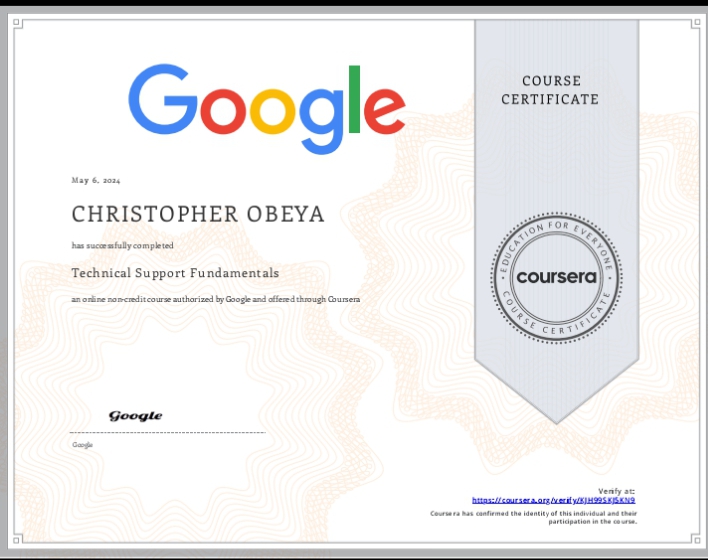 Google
COURSE
CERTIFICATE
May 6, 2024
CHRISTOPHER OBEYA
has successfully completed
Technical Support Fundamentals
an online non-credit course authorized by Google and offered through Coursera
EDUCATION FOR EVERYONE
coursera
COURSE CERTIFICATE
Google
Google
Verify at:
https://coursera.org/verify/KJH99SKJSKN9
Coursera has confirmed the identity of this individual and their
participation in the course.